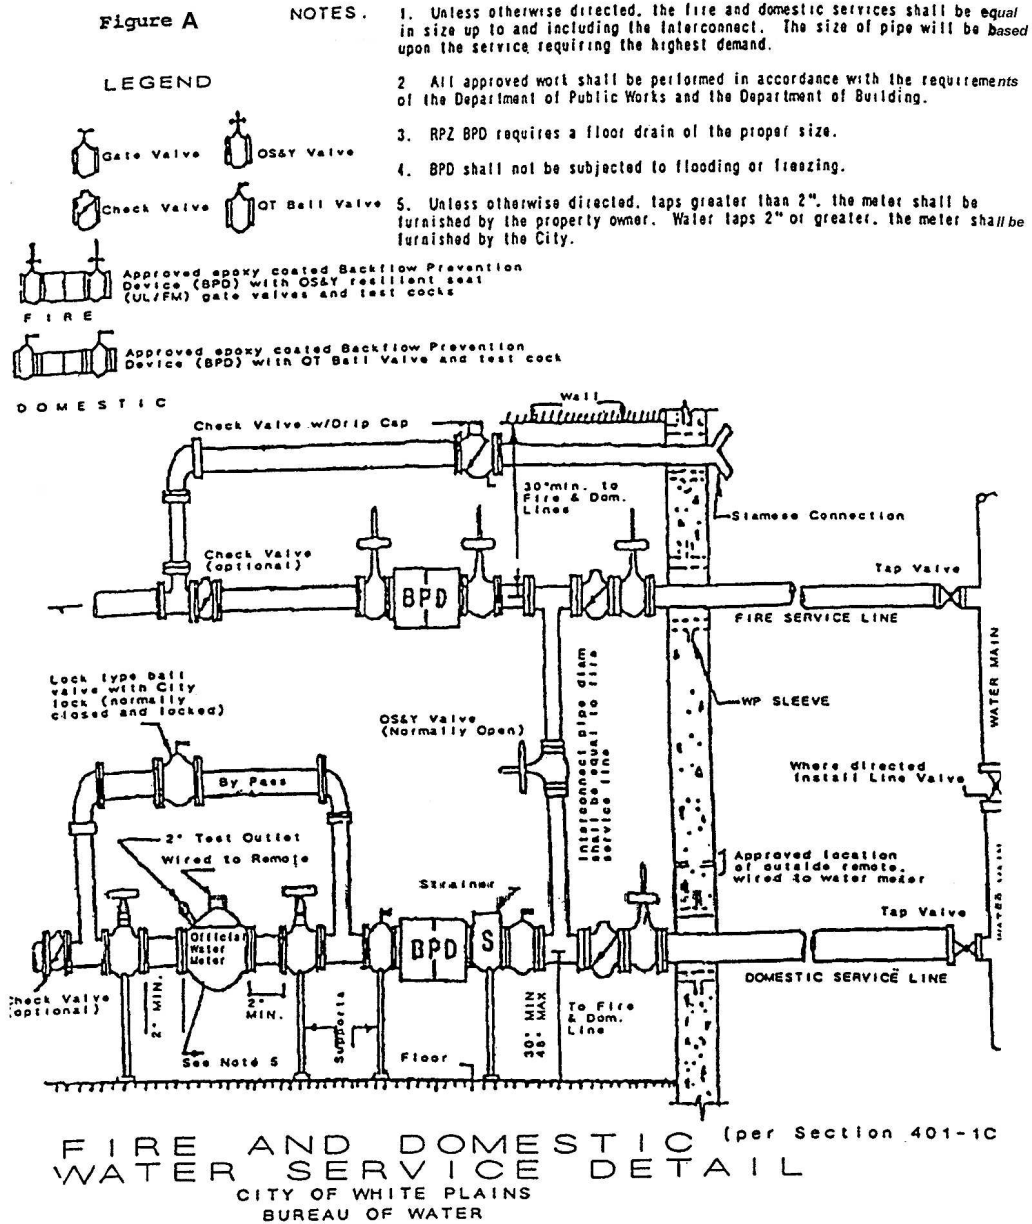 Figure A
NOTES.
1. Unless otherwise directed, the fire and domestic services shall be equal
in size up to and including the Interconnect. The size of pipe will be based
upon the service requiring the highest demand.
2 All approved work shall be performed in accordance with the requirements
of the Department of Public Works and the Department of Building.
3. RPZ BPD requires a floor drain of the proper size.
4. BPD shall not be subjected to flooding or freezing.
5. Unless otherwise directed, taps greater than 2", the meter shall be
furnished by the property owner. Water taps 2" or greater, the meter shall be
furnished by the City.
LEGEND
Gate Valve
OS&Y Valve
Check Valve
QT Ball Valve
Approved epoxy coated Backflow Prevention
Device (BPD) with OS&Y resilient seat
(UL/FM) gate valves and test cocks
FIRE
Approved epoxy coated Backflow Prevention
Device (BPD) with QT Ball Valve and test cock
DOMESTIC
Wall
Check Valve w/Drip Cap
30"min. to
Fire & Dom.
Lines
Siamese Connection
Check Valve
(optional)
Tap Valve
BPD
FIRE SERVICE LINE
WATER MAIN
Lock type ball
valve with City
lock (normally
closed and locked)
WP SLEEVE
OS&Y Valve
(Normally Open)
Interconnect pipe diam
shall be equal to fire
service line
Where directed
Install Line Valve
By Pass
2" Test Outlet
Wired to Remote
Approved location
of outside remote,
wired to water meter
Strainer
Tap Valve
WATER MAIN
Official
Water
Meter
BPD
S
DOMESTIC SERVICE LINE
Check Valve
(optional)
2" MIN.
2"
MIN.
Supports
30" MIN
48" MAX
To Fire
& Dom.
Line
See Note 5
Floor
FIRE AND DOMESTIC (per Section 401-1C
WATER SERVICE DETAIL
CITY OF WHITE PLAINS
BUREAU OF WATER